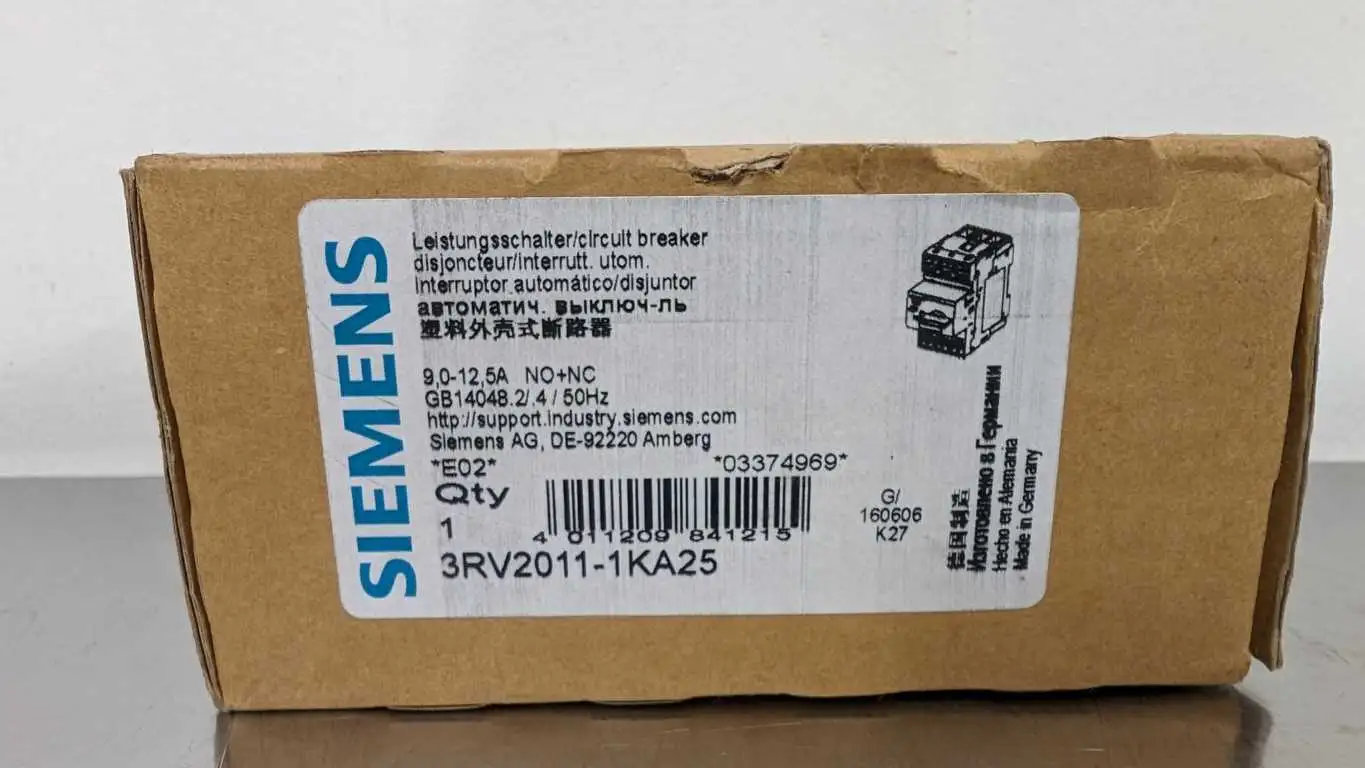 SIEMENS
Leistungsschalter/circuit breaker
disjoncteur/interrutt. utom.
interruptor automático/disjuntor
автоматич. выключ-ль
塑料外壳式断路器
9,0-12,5A NO+NC
GB14048.2/.4 / 50Hz
http://support.industry.siemens.com
Siemens AG, DE-92220 Amberg
*E02*
*03374969*
Qty
1
4 011209 841215
3RV2011-1KA25
G/
160606
K27
德国制造
Изготовлено в Германии
Hecho en Alemania
Made in Germany